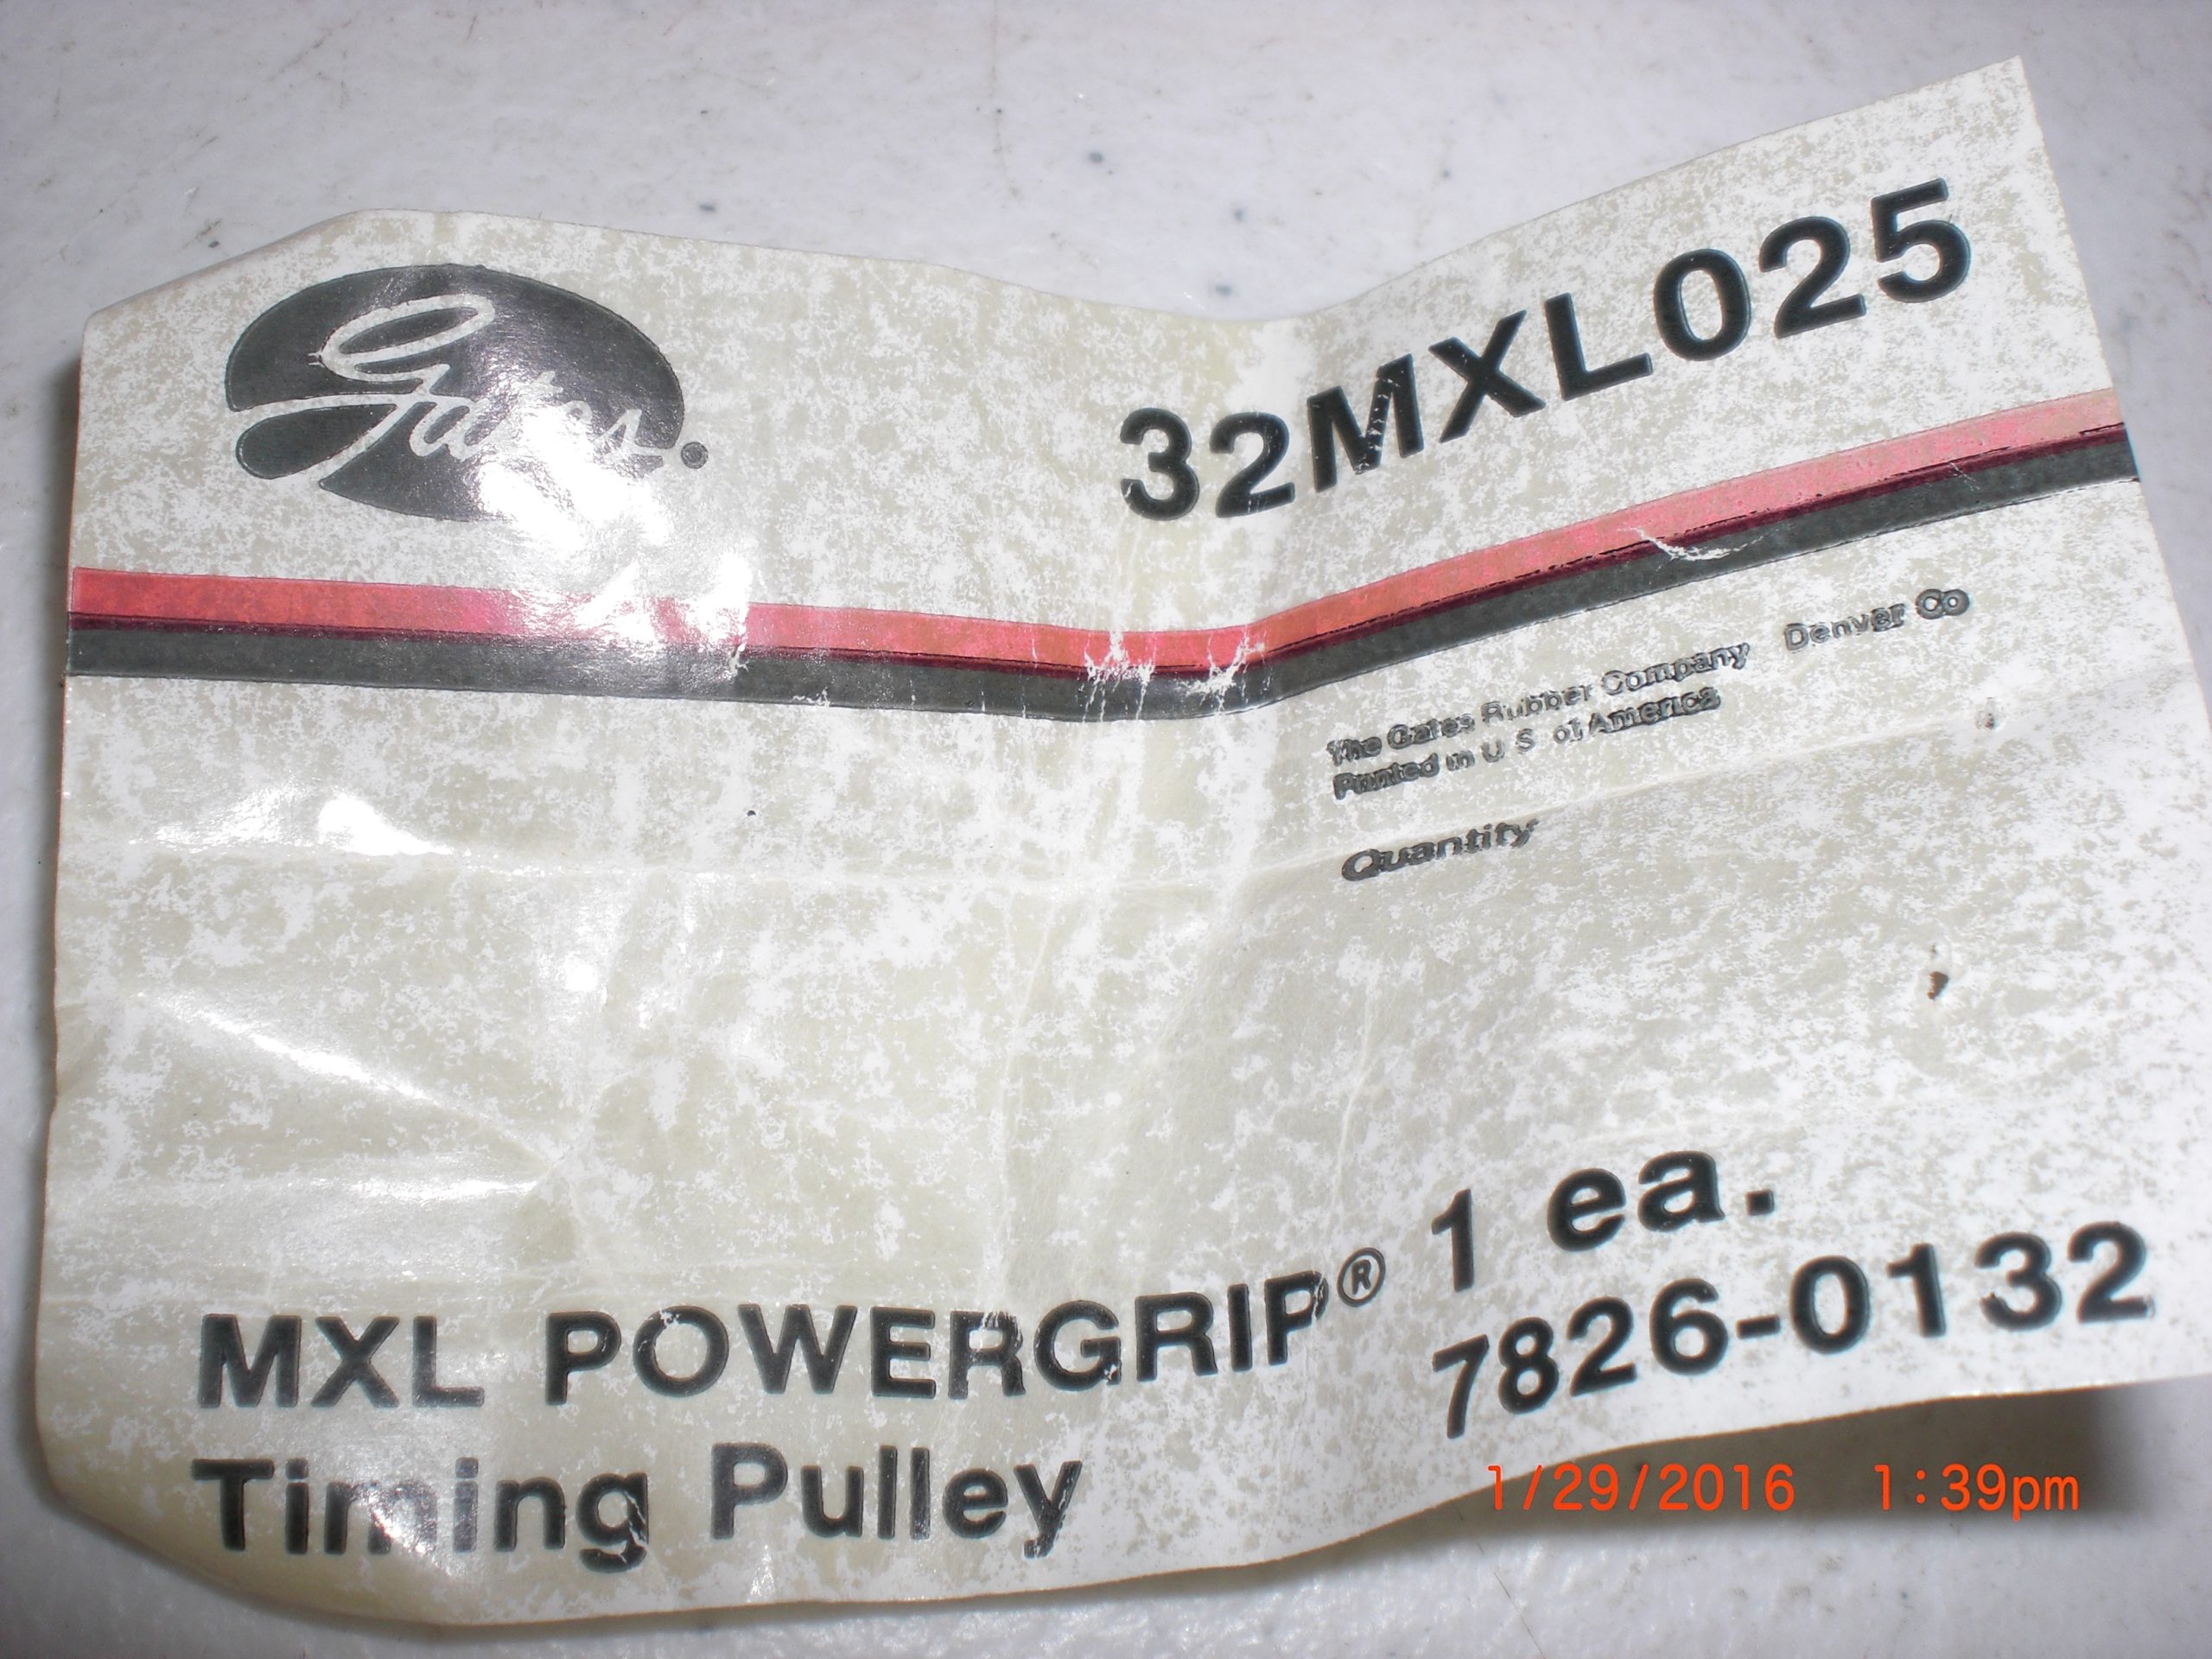 Gates
32MXL025
The Gates Rubber Company Denver Co
Printed in U S of America
Quantity
1 ea.
MXL POWERGRIP®
7826-0132
Timing Pulley
1/29/2016 1:39pm